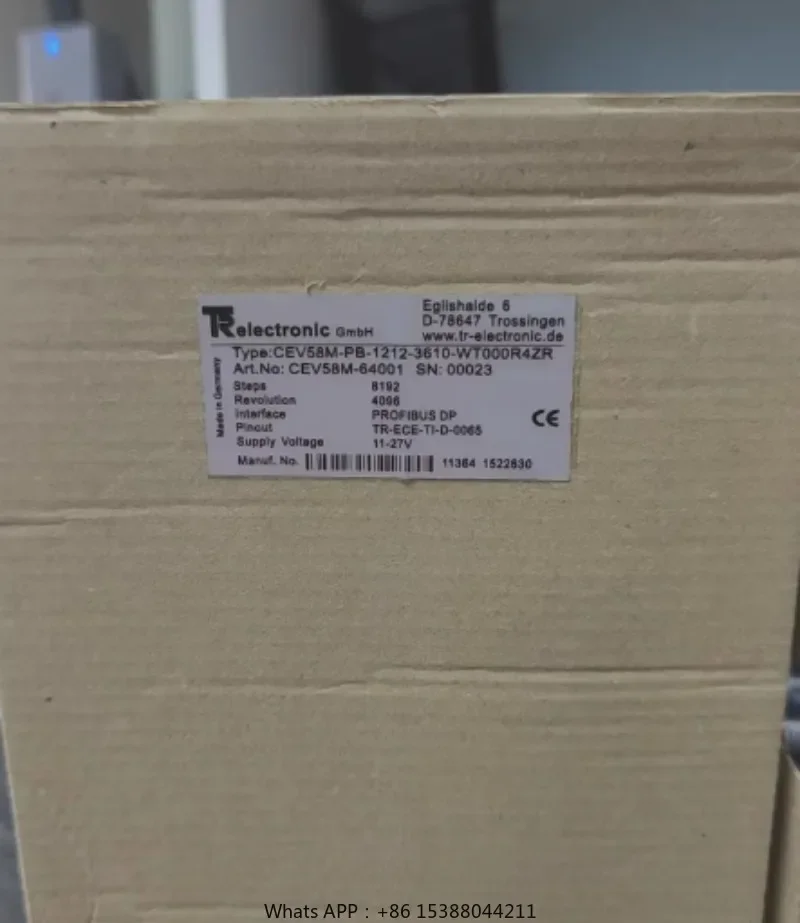 TR electronic GmbH
Eglishalde 6
D-78647 Trossingen
www.tr-electronic.de
Made in Germany
Type:CEV58M-PB-1212-3610-WT000R4ZR
Art.No: CEV58M-64001 SN: 00023
Steps 8192
Revolution 4096
Interface PROFIBUS DP
Pinout TR-ECE-TI-D-0065
Supply Voltage 11-27V
CE
Manuf. No. 11364 1522630
Whats APP：+86 15388044211